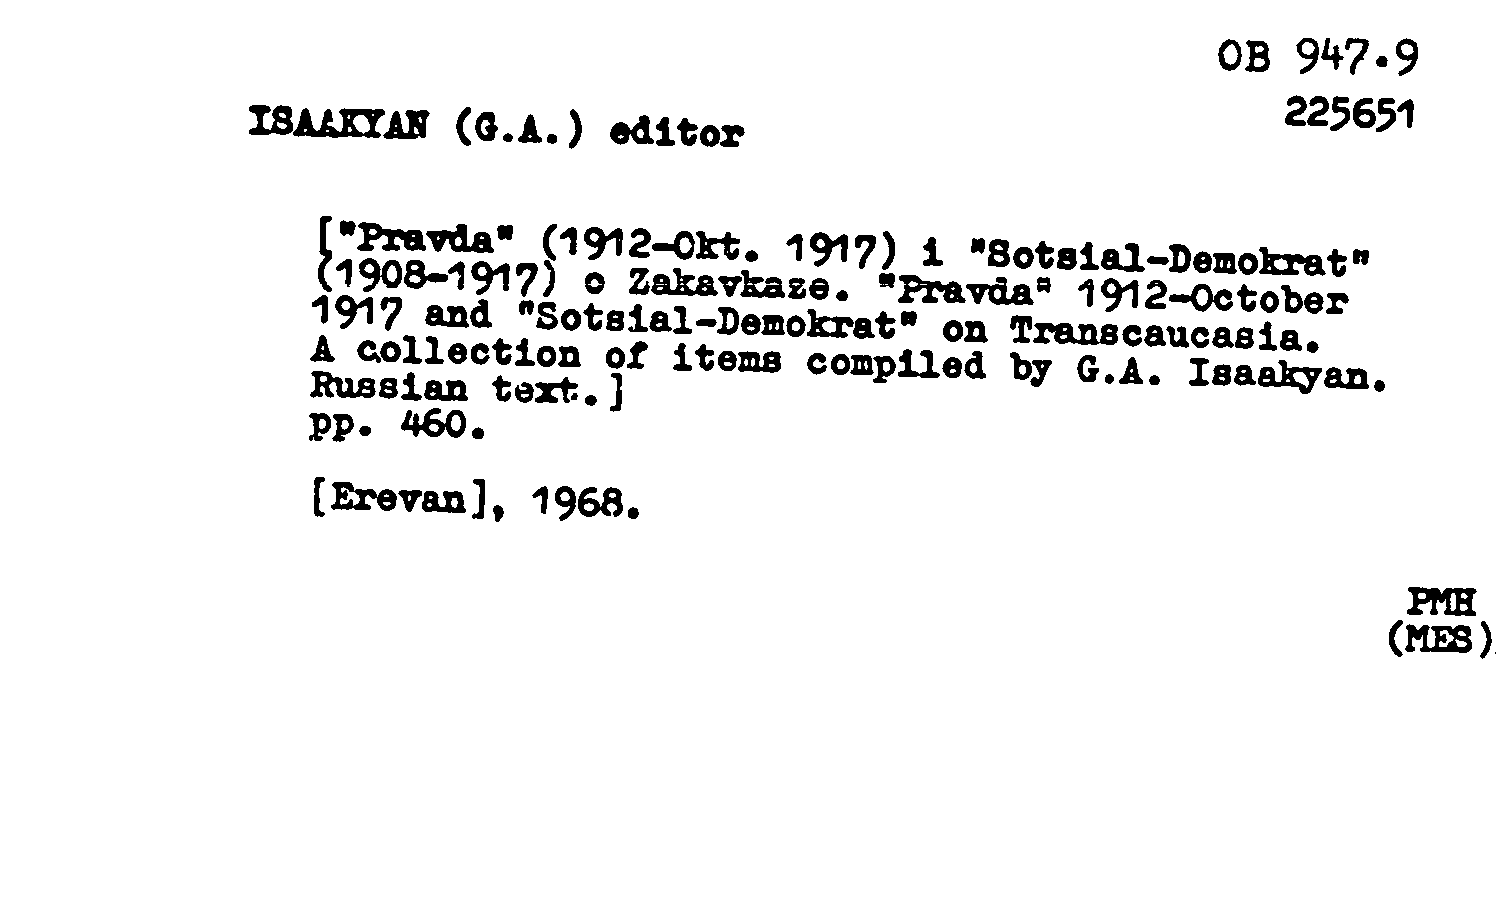 OB 947.9
225651
ISAAKYAN (G.A.) editor
["Pravda" (1912-Okt. 1917) i "Sotsial-Demokrat"
(1908-1917) o Zakavkaze. "Pravda" 1912-October
1917 and "Sotsial-Demokrat" on Transcaucasia.
A collection of items compiled by G.A. Isaakyan.
Russian text.]
pp. 460.
[Erevan], 1968.
PMH
(MES)